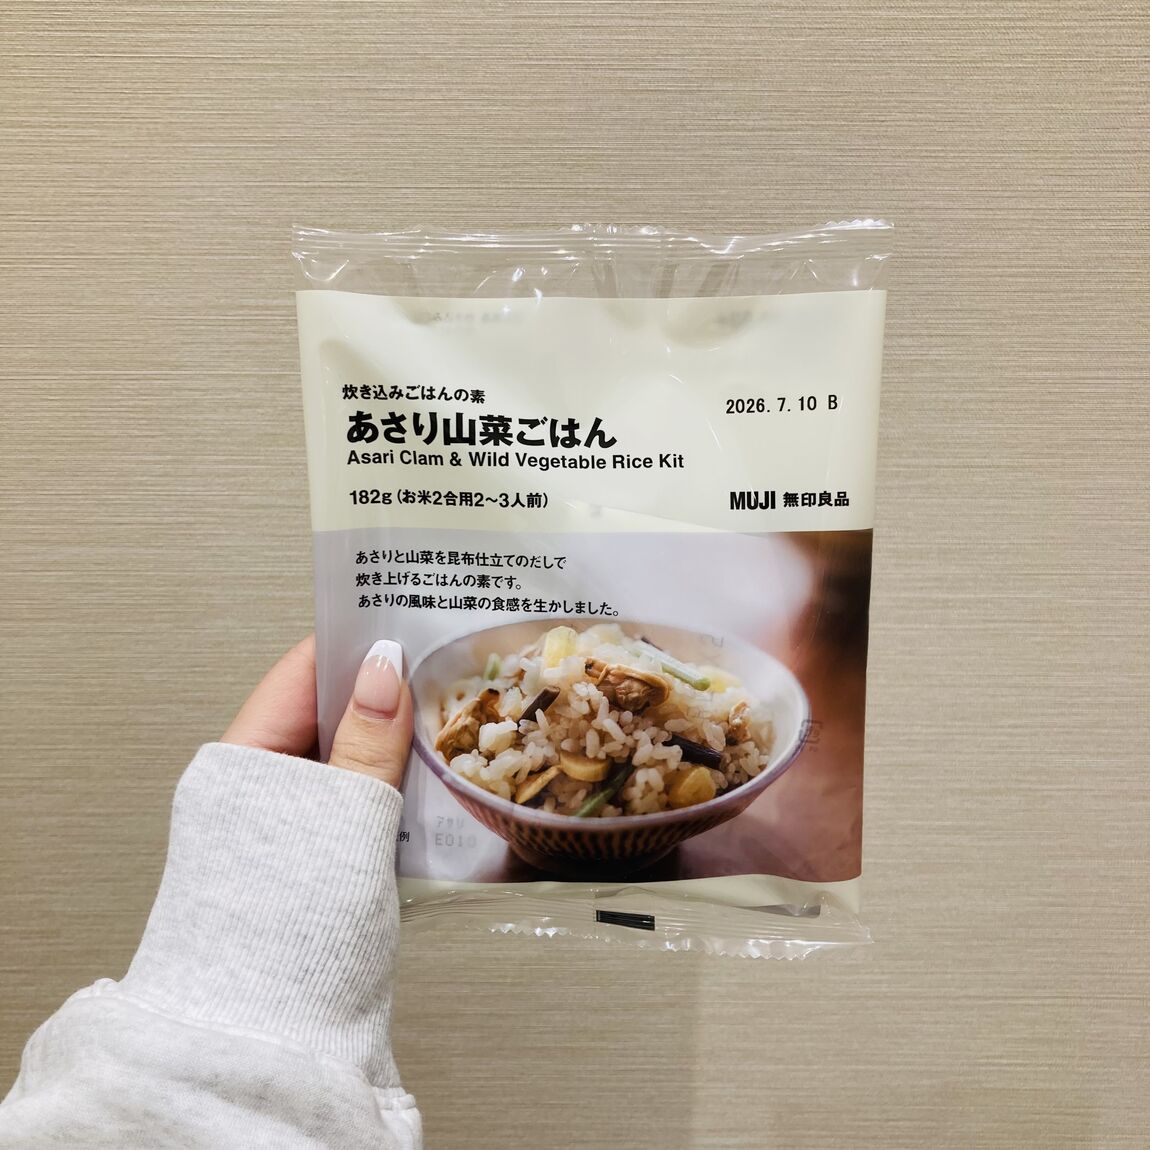 炊き込みごはんの素
あさり山菜ごはん
Asari Clam & Wild Vegetable Rice Kit
182g(お米2合用2〜3人前)
2026.7.10 B
MUJI 無印良品
あさりと山菜を昆布仕立てのだしで
炊き上げるごはんの素です。
あさりの風味と山菜の食感を生かしました。
例
アサリ
E010